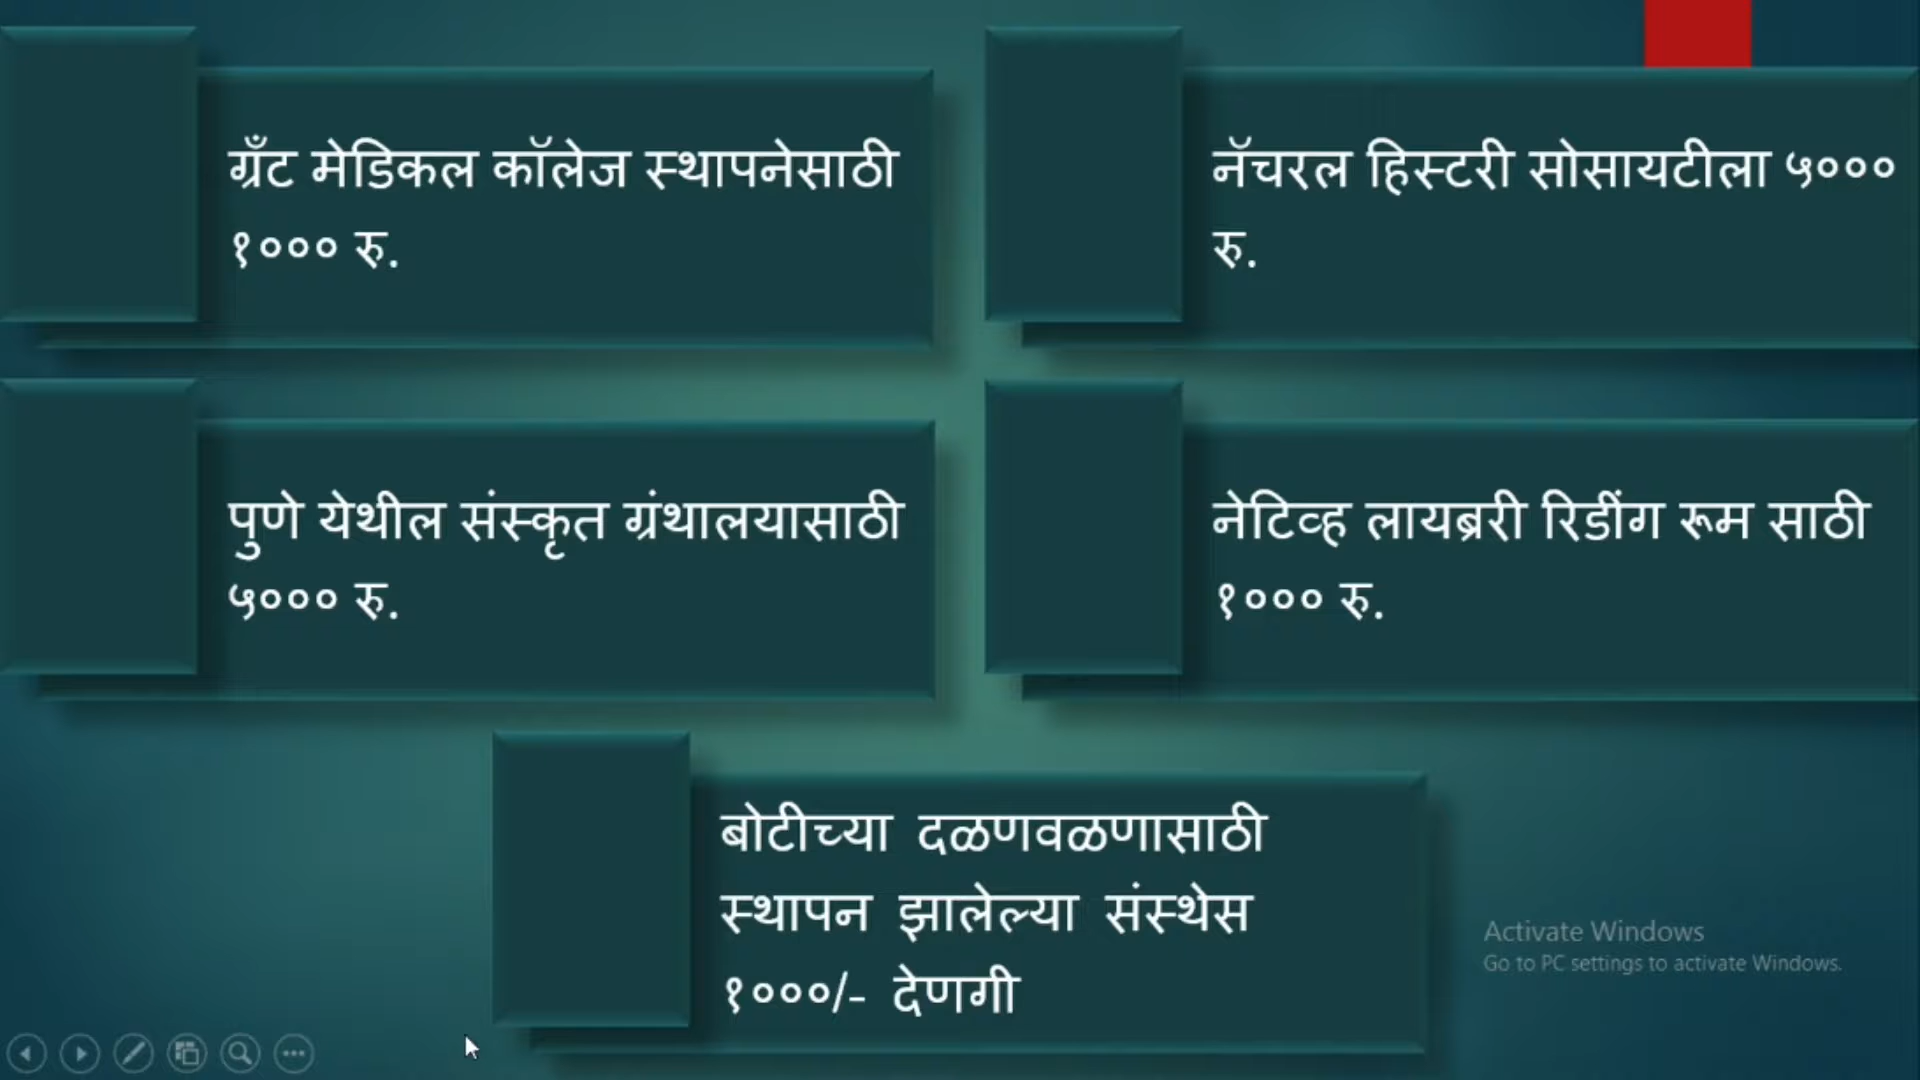 ग्रँट मेडिकल कॉलेज स्थापनेसाठी
१००० रु.
नॅचरल हिस्टरी सोसायटीला ५०००
रु.
पुणे येथील संस्कृत ग्रंथालयासाठी
५००० रु.
नेटिव्ह लायब्ररी रिडींग रूम साठी
१००० रु.
बोटीच्या दळणवळणासाठी
स्थापन झालेल्या संस्थेस
१०००/- देणगी
Activate Windows
Go to PC settings to activate Windows.